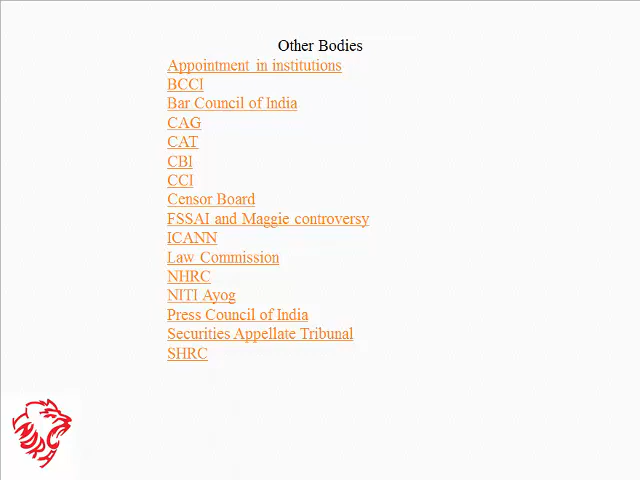 Other Bodies
Appointment in institutions
BCCI
Bar Council of India
CAG
CAT
CBI
CCI
Censor Board
FSSAI and Maggie controversy
ICANN
Law Commission
NHRC
NITI Ayog
Press Council of India
Securities Appellate Tribunal
SHRC